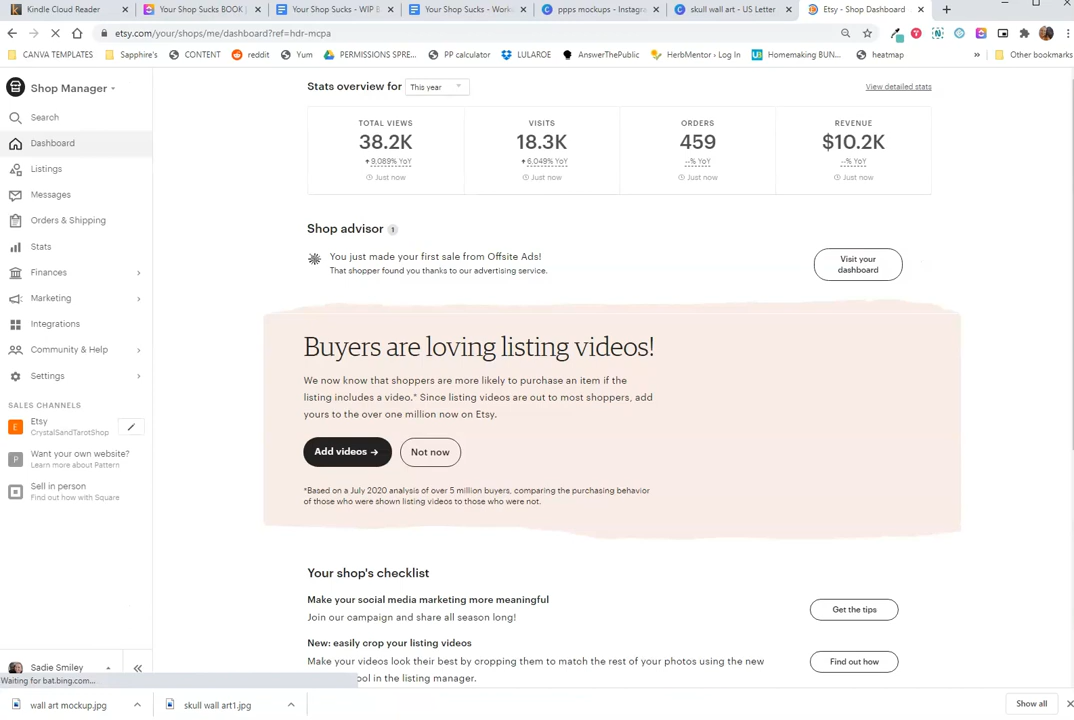 Kindle Cloud Reader
Your Shop Sucks BOOK
Your Shop Sucks - WIP
Your Shop Sucks - Work
ppps mockups - Instagra
skull wall art - US Letter
Etsy - Shop Dashboard
etsy.com/your/shops/me/dashboard?ref=hdr-mcpa
CANVA TEMPLATES
Sapphire's
CONTENT
reddit
Yum
PERMISSIONS SPRE...
PP calculator
LULAROE
AnswerThePublic
HerbMentor › Log In
Homemaking BUN...
heatmap
»
Other bookmarks
Shop Manager
Search
Dashboard
Listings
Messages
Orders & Shipping
Stats
Finances
Marketing
Integrations
Community & Help
Settings
SALES CHANNELS
E
Etsy
CrystalSandTarotShop
P
Want your own website?
Learn more about Pattern
Sell in person
Find out how with Square
Sadie Smiley
«
Waiting for bat.bing.com...
Stats overview for
This year
View detailed stats
TOTAL VIEWS
38.2K
9,089% YoY
Just now
VISITS
18.3K
6,049% YoY
Just now
ORDERS
459
--% YoY
Just now
REVENUE
$10.2K
--% YoY
Just now
Shop advisor 1
You just made your first sale from Offsite Ads!
That shopper found you thanks to our advertising service.
Visit your
dashboard
Buyers are loving listing videos!
We now know that shoppers are more likely to purchase an item if the
listing includes a video.* Since listing videos are out to most shoppers, add
yours to the over one million now on Etsy.
Add videos →
Not now
*Based on a July 2020 analysis of over 5 million buyers, comparing the purchasing behavior
of those who were shown listing videos to those who were not.
Your shop's checklist
Make your social media marketing more meaningful
Join our campaign and share all season long!
Get the tips
New: easily crop your listing videos
Make your videos look their best by cropping them to match the rest of your photos using the new
ool in the listing manager.
Find out how
wall art mockup.jpg
skull wall art1.jpg
Show all